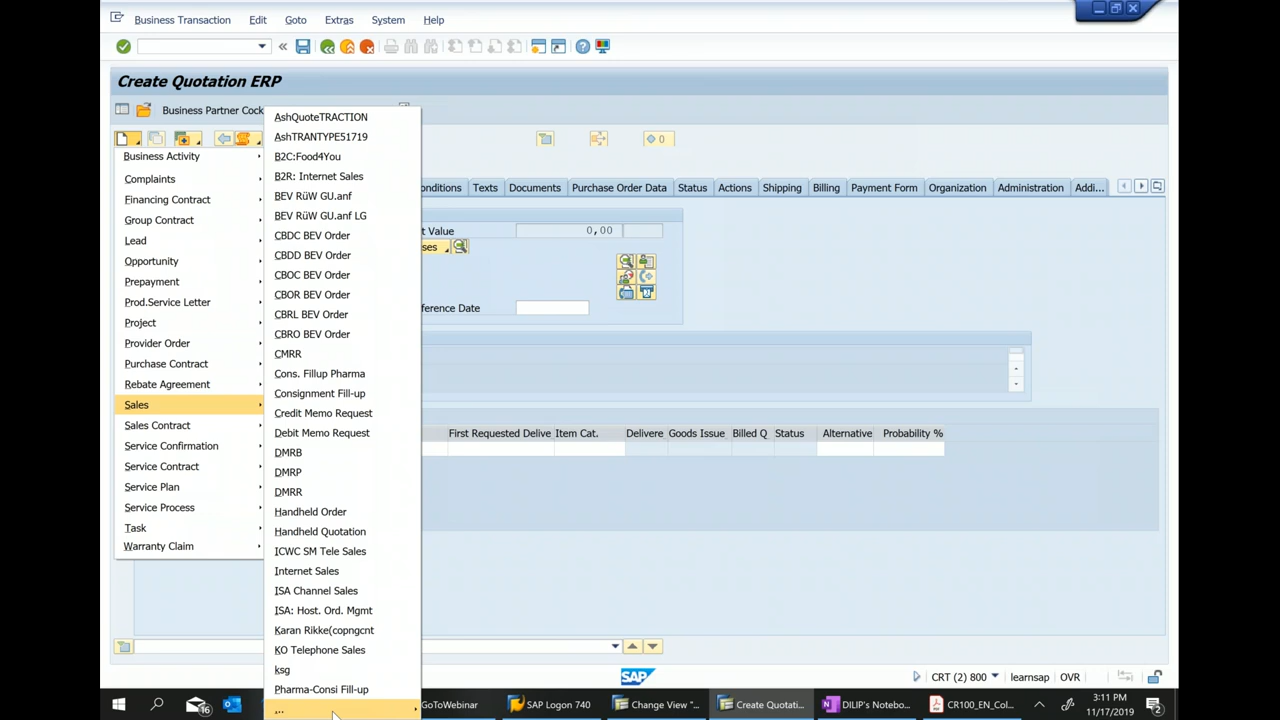 Business Transaction Edit Goto Extras System Help
Create Quotation ERP
Business Partner Cock
0
AshQuoteTRACTION
AshTRANTYPE51719
B2C:Food4You
B2R: Internet Sales
BEV RüW GU.anf
BEV RüW GU.anf LG
CBDC BEV Order
CBDD BEV Order
CBOC BEV Order
CBOR BEV Order
CBRL BEV Order
CBRO BEV Order
CMRR
Cons. Fillup Pharma
Consignment Fill-up
Credit Memo Request
Debit Memo Request
DMRB
DMRP
DMRR
Handheld Order
Handheld Quotation
ICWC SM Tele Sales
Internet Sales
ISA Channel Sales
ISA: Host. Ord. Mgmt
Karan Rikke(copngcnt
KO Telephone Sales
ksg
Pharma-Consi Fill-up
...
Business Activity
Complaints
Financing Contract
Group Contract
Lead
Opportunity
Prepayment
Prod.Service Letter
Project
Provider Order
Purchase Contract
Rebate Agreement
Sales
Sales Contract
Service Confirmation
Service Contract
Service Plan
Service Process
Task
Warranty Claim
onditions Texts Documents Purchase Order Data Status Actions Shipping Billing Payment Form Organization Administration Addi...
t Value 0,00
ses
ference Date
First Requested Delive Item Cat. Delivere Goods Issue Billed Q Status Alternative Probability %
SAP CRT (2) 800 learnsap OVR
16 GoToWebinar SAP Logon 740 Change View "... Create Quotati... DILIP's Notebo... CR100_EN_Col... 3:11 PM
11/17/2019 2